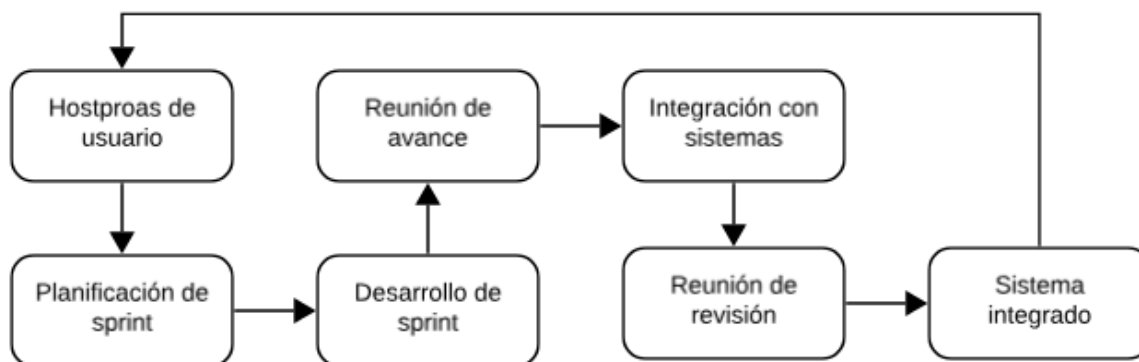 Hostproas de
usuario
Reunión de
avance
Integración con
sistemas
Planificación de
sprint
Desarrollo de
sprint
Reunión de
revisión
Sistema
integrado